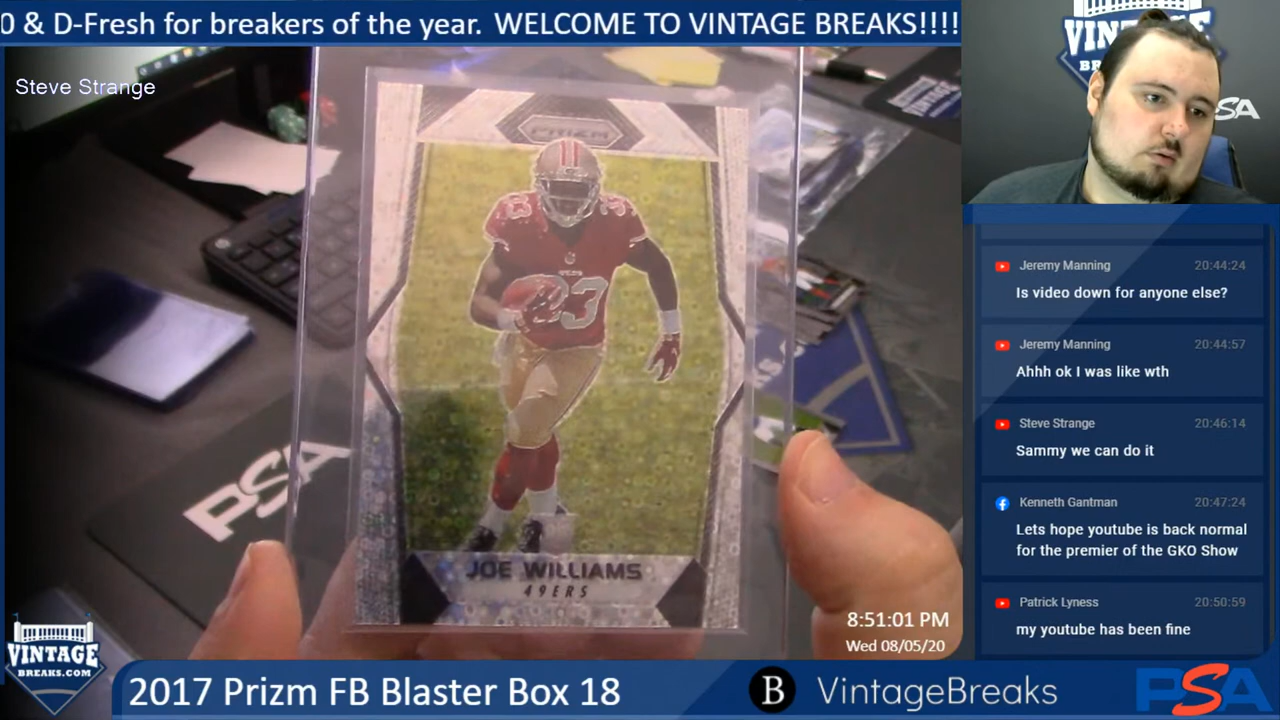 0 & D-Fresh for breakers of the year. WELCOME TO VINTAGE BREAKS!!!!
Steve Strange
PRIZM
33
33
49ERS
JOE WILLIAMS
49ERS
PSA
VINTAGE
SA
Jeremy Manning 20:44:24
Is video down for anyone else?
Jeremy Manning 20:44:57
Ahhh ok I was like wth
Steve Strange 20:46:14
Sammy we can do it
Kenneth Gantman 20:47:24
Lets hope youtube is back normal
for the premier of the GKO Show
Patrick Lyness 20:50:59
my youtube has been fine
8:51:01 PM
Wed 08/05/20
VINTAGE
BREAKS.COM
2017 Prizm FB Blaster Box 18
B VintageBreaks
PSA